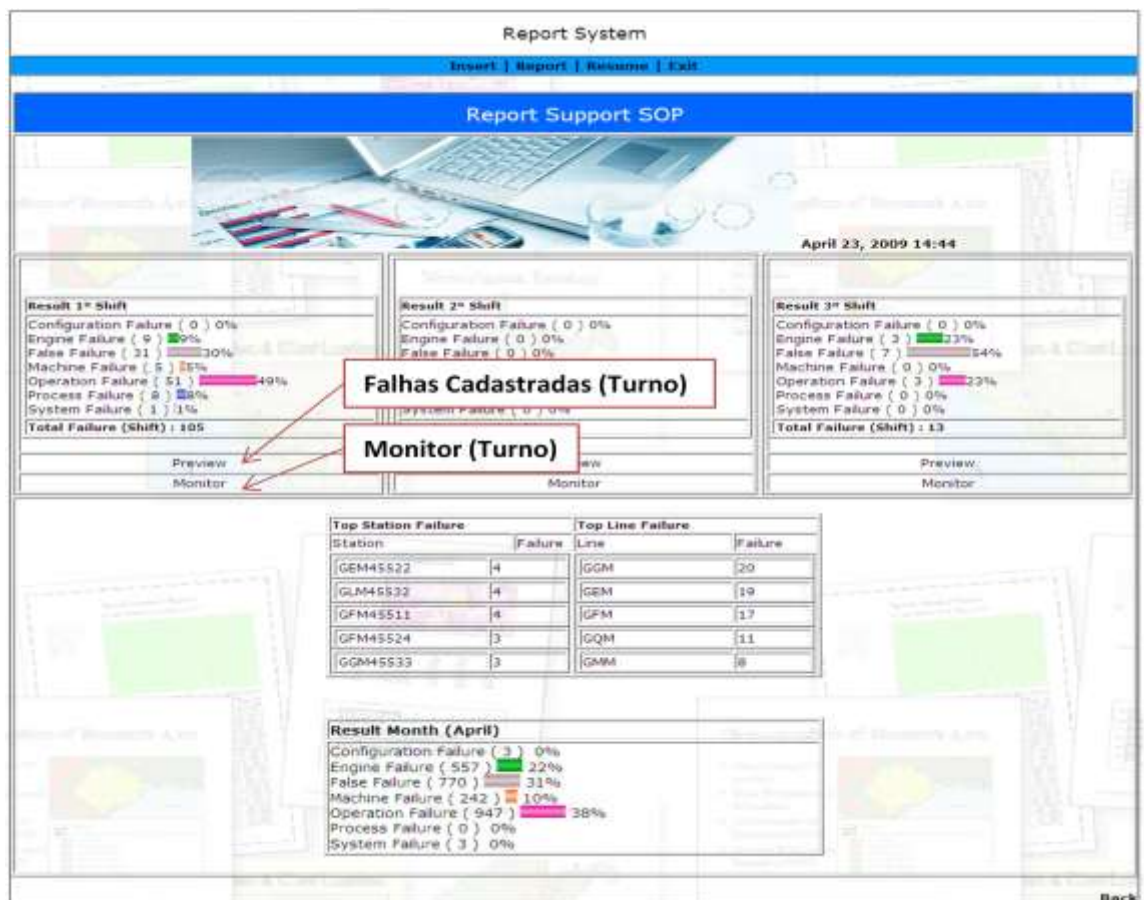 Report System
Insert | Report | Resume | Exit
Report Support SOP
April 23, 2009 14:44
Result 1º Shift
Configuration Failure ( 0 ) 0%
Engine Failure ( 9 ) 9%
False Failure ( 31 ) 30%
Machine Failure ( 5 ) 5%
Operation Failure ( 51 ) 49%
Process Failure ( 8 ) 8%
System Failure ( 1 ) 1%
Total Failure (Shift) : 105
Preview
Monitor
Result 2º Shift
Configuration Failure ( 0 ) 0%
Engine Failure ( 0 ) 0%
False Failure ( 0 ) 0%
System Failure ( 0 ) 0%
Monitor
Falhas Cadastradas (Turno)
Monitor (Turno)
Result 3º Shift
Configuration Failure ( 0 ) 0%
Engine Failure ( 3 ) 23%
False Failure ( 7 ) 54%
Machine Failure ( 0 ) 0%
Operation Failure ( 3 ) 23%
Process Failure ( 0 ) 0%
System Failure ( 0 ) 0%
Total Failure (Shift) : 13
Preview
Monitor
Top Station Failure Top Line Failure
Station Failure Line Failure
GEM45522 4 GGM 20
GLM45532 4 GEM 19
GFM45511 4 GFM 17
GFM45524 3 GQM 11
GGM45533 3 GMM 8
Result Month (April)
Configuration Failure ( 3 ) 0%
Engine Failure ( 557 ) 22%
False Failure ( 770 ) 31%
Machine Failure ( 242 ) 10%
Operation Failure ( 947 ) 38%
Process Failure ( 0 ) 0%
System Failure ( 3 ) 0%
Back